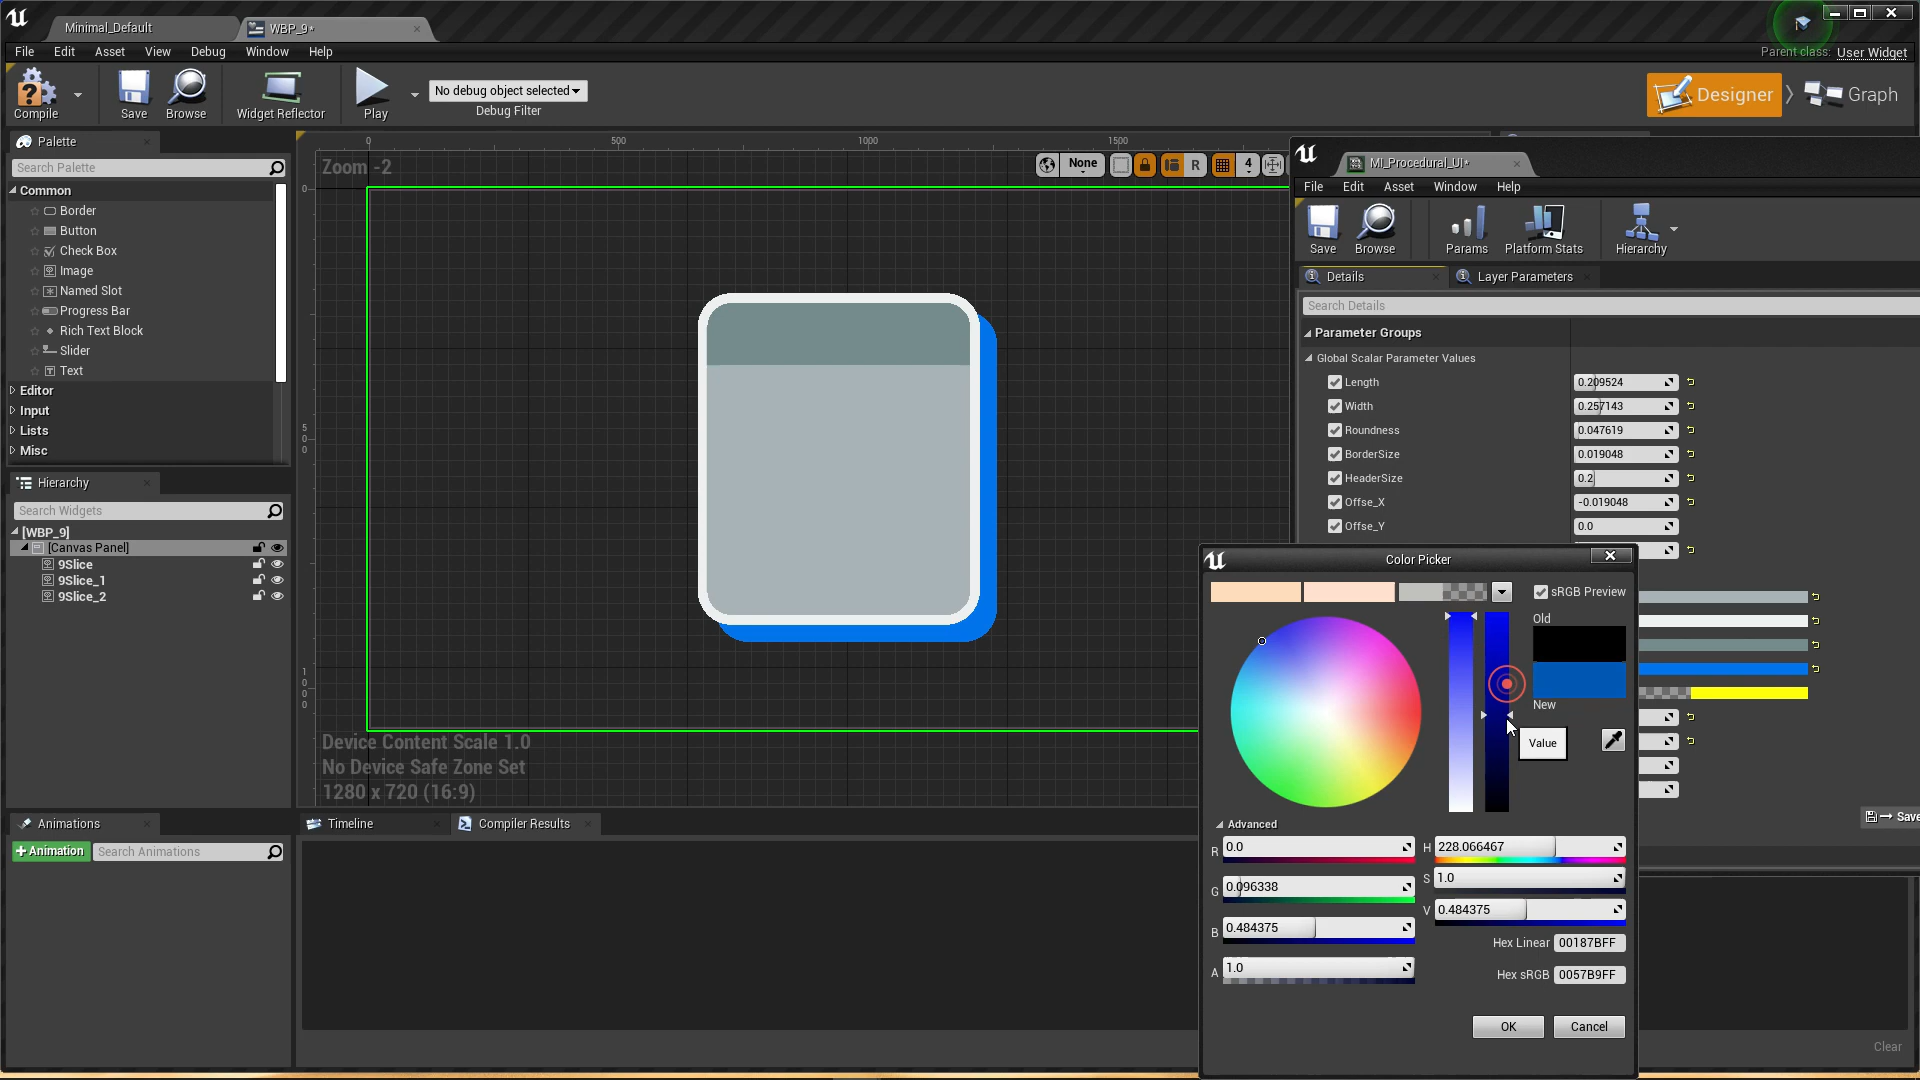 Minimal_Default
WBP_9*
File Edit Asset View Debug Window Help
Parent class: User Widget
Compile
Save
Browse
Widget Reflector
Play
No debug object selected
Debug Filter
Designer
Graph
Palette
Search Palette
Common
Border
Button
Check Box
Image
Named Slot
Progress Bar
Rich Text Block
Slider
Text
Editor
Input
Lists
Misc
Hierarchy
Search Widgets
[WBP_9]
[Canvas Panel]
9Slice
9Slice_1
9Slice_2
Animations
+Animation
Search Animations
0 500 1000 1500
Zoom -2
None
R
4
0
500
1000
Device Content Scale 1.0
No Device Safe Zone Set
1280 x 720 (16:9)
Timeline
Compiler Results
MI_Procedural_UI*
File Edit Asset Window Help
Save
Browse
Params
Platform Stats
Hierarchy
Details
Layer Parameters
Search Details
Parameter Groups
Global Scalar Parameter Values
Length 0.209524
Width 0.257143
Roundness 0.047619
BorderSize 0.019048
HeaderSize 0.2
Offse_X -0.019048
Offse_Y 0.0
Save
Color Picker
sRGB Preview
Old
New
Value
Advanced
R 0.0
G 0.096338
B 0.484375
A 1.0
H 228.066467
S 1.0
V 0.484375
Hex Linear 00187BFF
Hex sRGB 0057B9FF
OK
Cancel
Clear